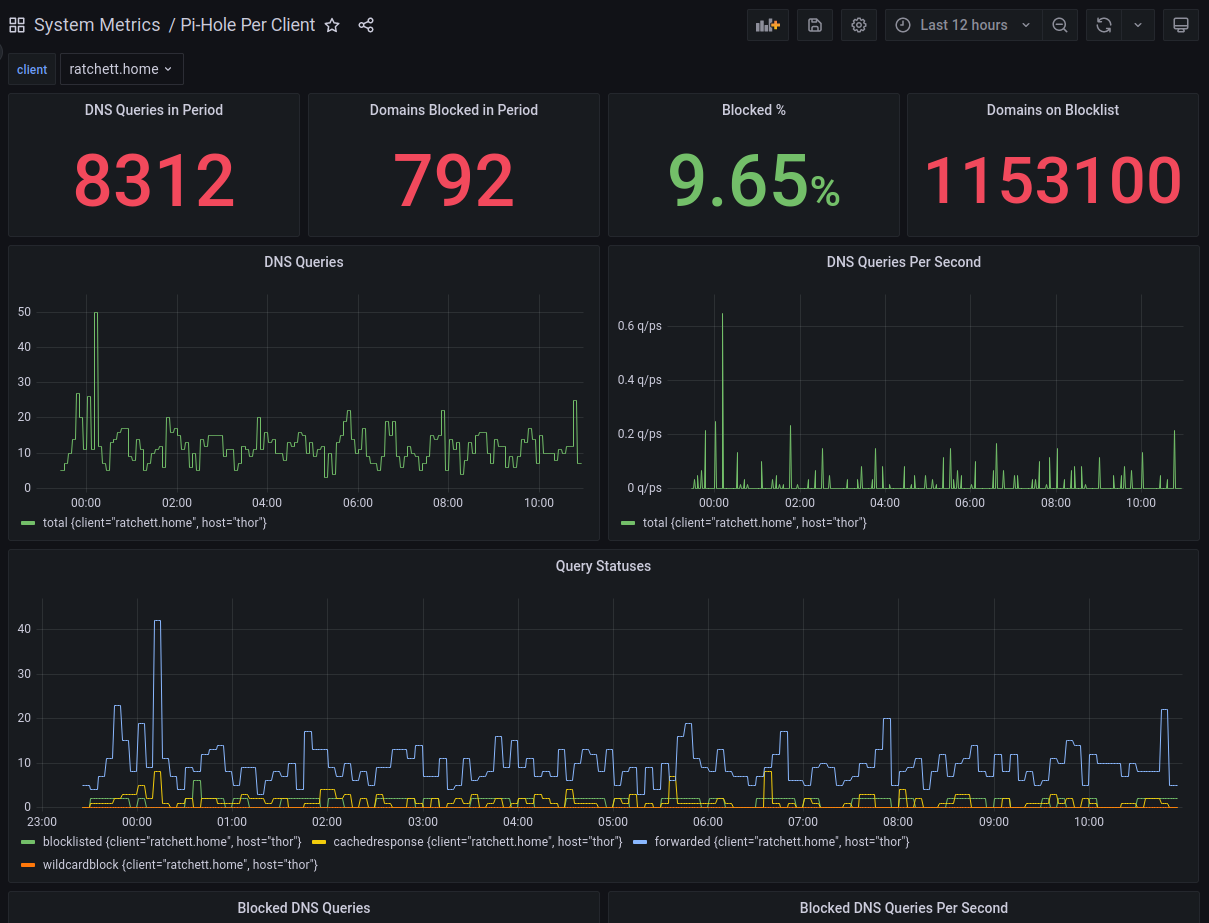 System Metrics / Pi-Hole Per Client
Last 12 hours
client ratchett.home
DNS Queries in Period
8312
Domains Blocked in Period
792
Blocked %
9.65%
Domains on Blocklist
1153100
DNS Queries
50
40
30
20
10
0
00:00 02:00 04:00 06:00 08:00 10:00
total {client="ratchett.home", host="thor"}
DNS Queries Per Second
0.6 q/ps
0.4 q/ps
0.2 q/ps
0 q/ps
00:00 02:00 04:00 06:00 08:00 10:00
total {client="ratchett.home", host="thor"}
Query Statuses
40
30
20
10
0
23:00 00:00 01:00 02:00 03:00 04:00 05:00 06:00 07:00 08:00 09:00 10:00
blocklisted {client="ratchett.home", host="thor"} cachedresponse {client="ratchett.home", host="thor"} forwarded {client="ratchett.home", host="thor"}
wildcardblock {client="ratchett.home", host="thor"}
Blocked DNS Queries
Blocked DNS Queries Per Second